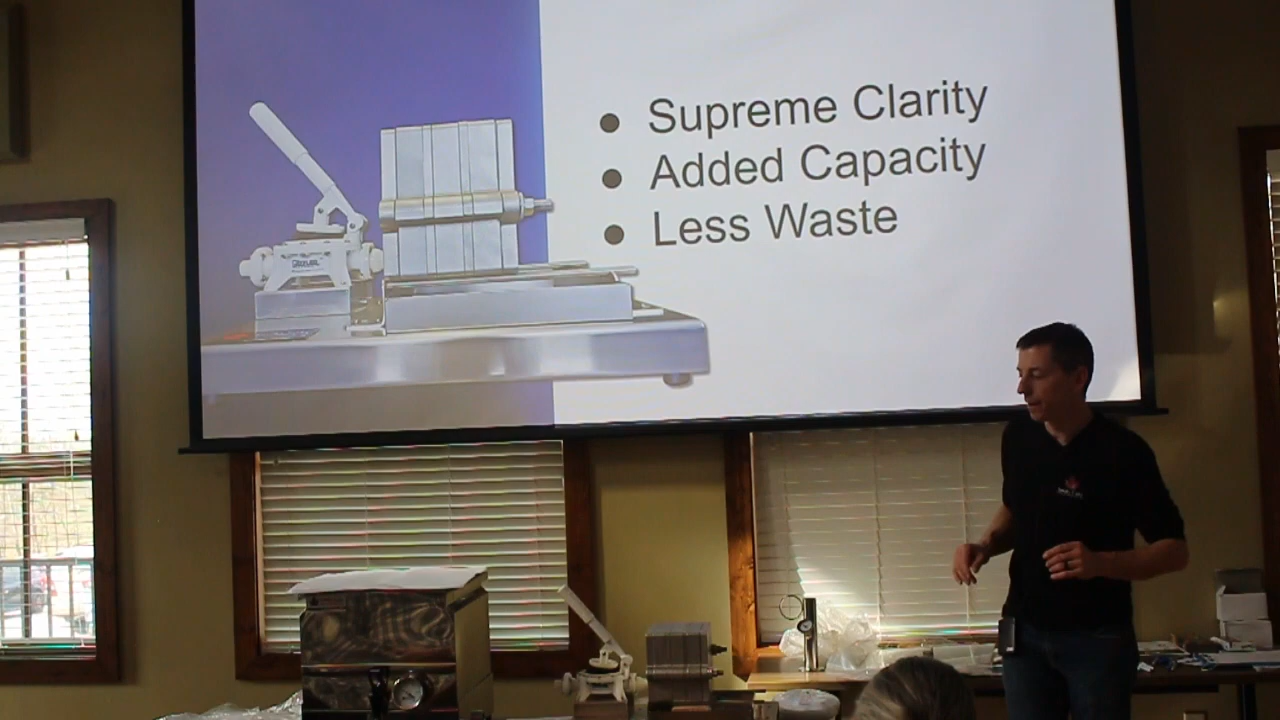 ● Supreme Clarity
● Added Capacity
● Less Waste